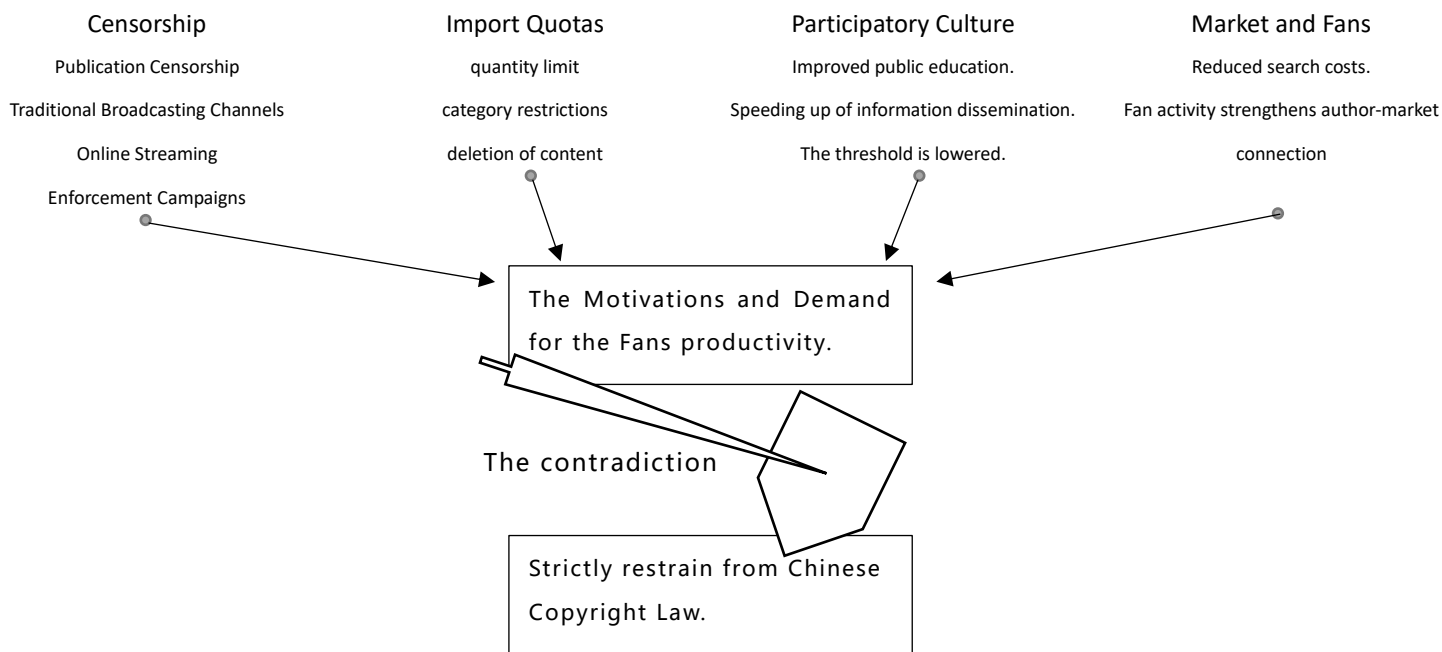 Censorship
Publication Censorship
Traditional Broadcasting Channels
Online Streaming
Enforcement Campaigns
Import Quotas
quantity limit
category restrictions
deletion of content
Participatory Culture
Improved public education.
Speeding up of information dissemination.
The threshold is lowered.
Market and Fans
Reduced search costs.
Fan activity strengthens author-market
connection
The Motivations and Demand
for the Fans productivity.
The contradiction
Strictly restrain from Chinese
Copyright Law.